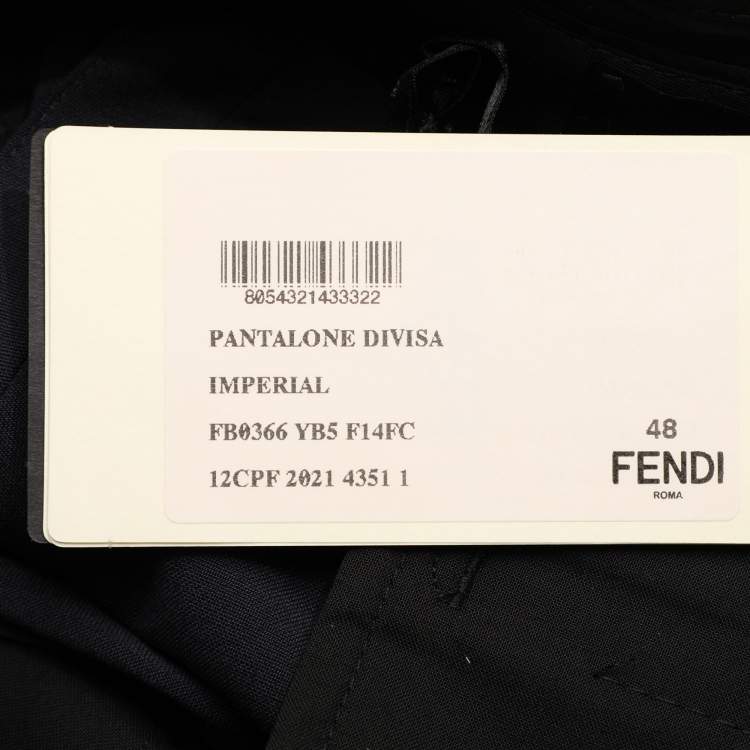 8054321433322
PANTALONE DIVISA
IMPERIAL
FB0366 YB5 F14FC
12CPF 2021 4351 1
48
FENDI
ROMA